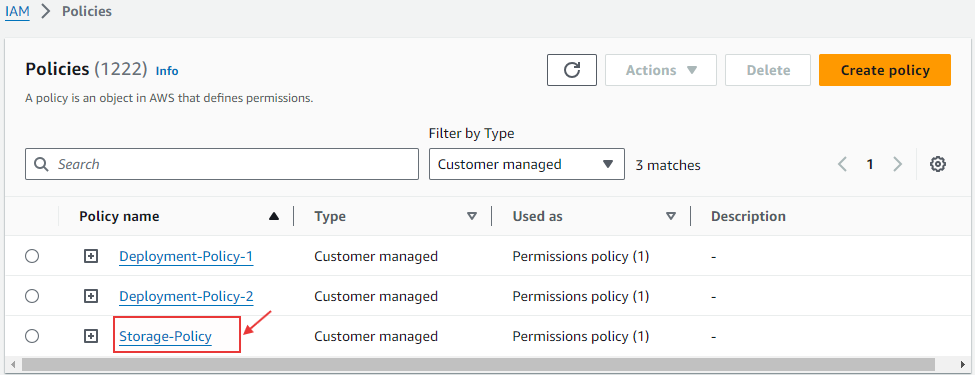 IAM > Policies
Policies (1222) Info
Actions
Delete
Create policy
A policy is an object in AWS that defines permissions.
Filter by Type
Search
Customer managed
3 matches
1
Policy name Type Used as Description
Deployment-Policy-1 Customer managed Permissions policy (1) -
Deployment-Policy-2 Customer managed Permissions policy (1) -
Storage-Policy Customer managed Permissions policy (1) -